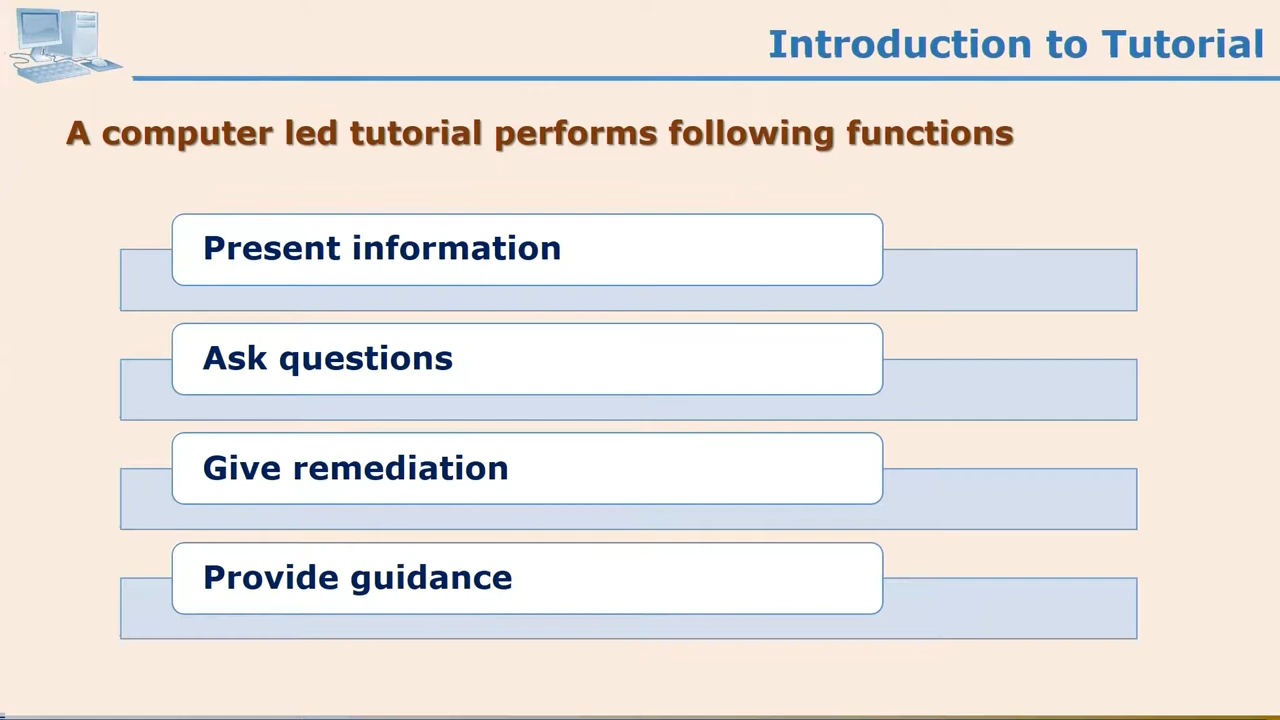 Introduction to Tutorial
A computer led tutorial performs following functions
Present information
Ask questions
Give remediation
Provide guidance